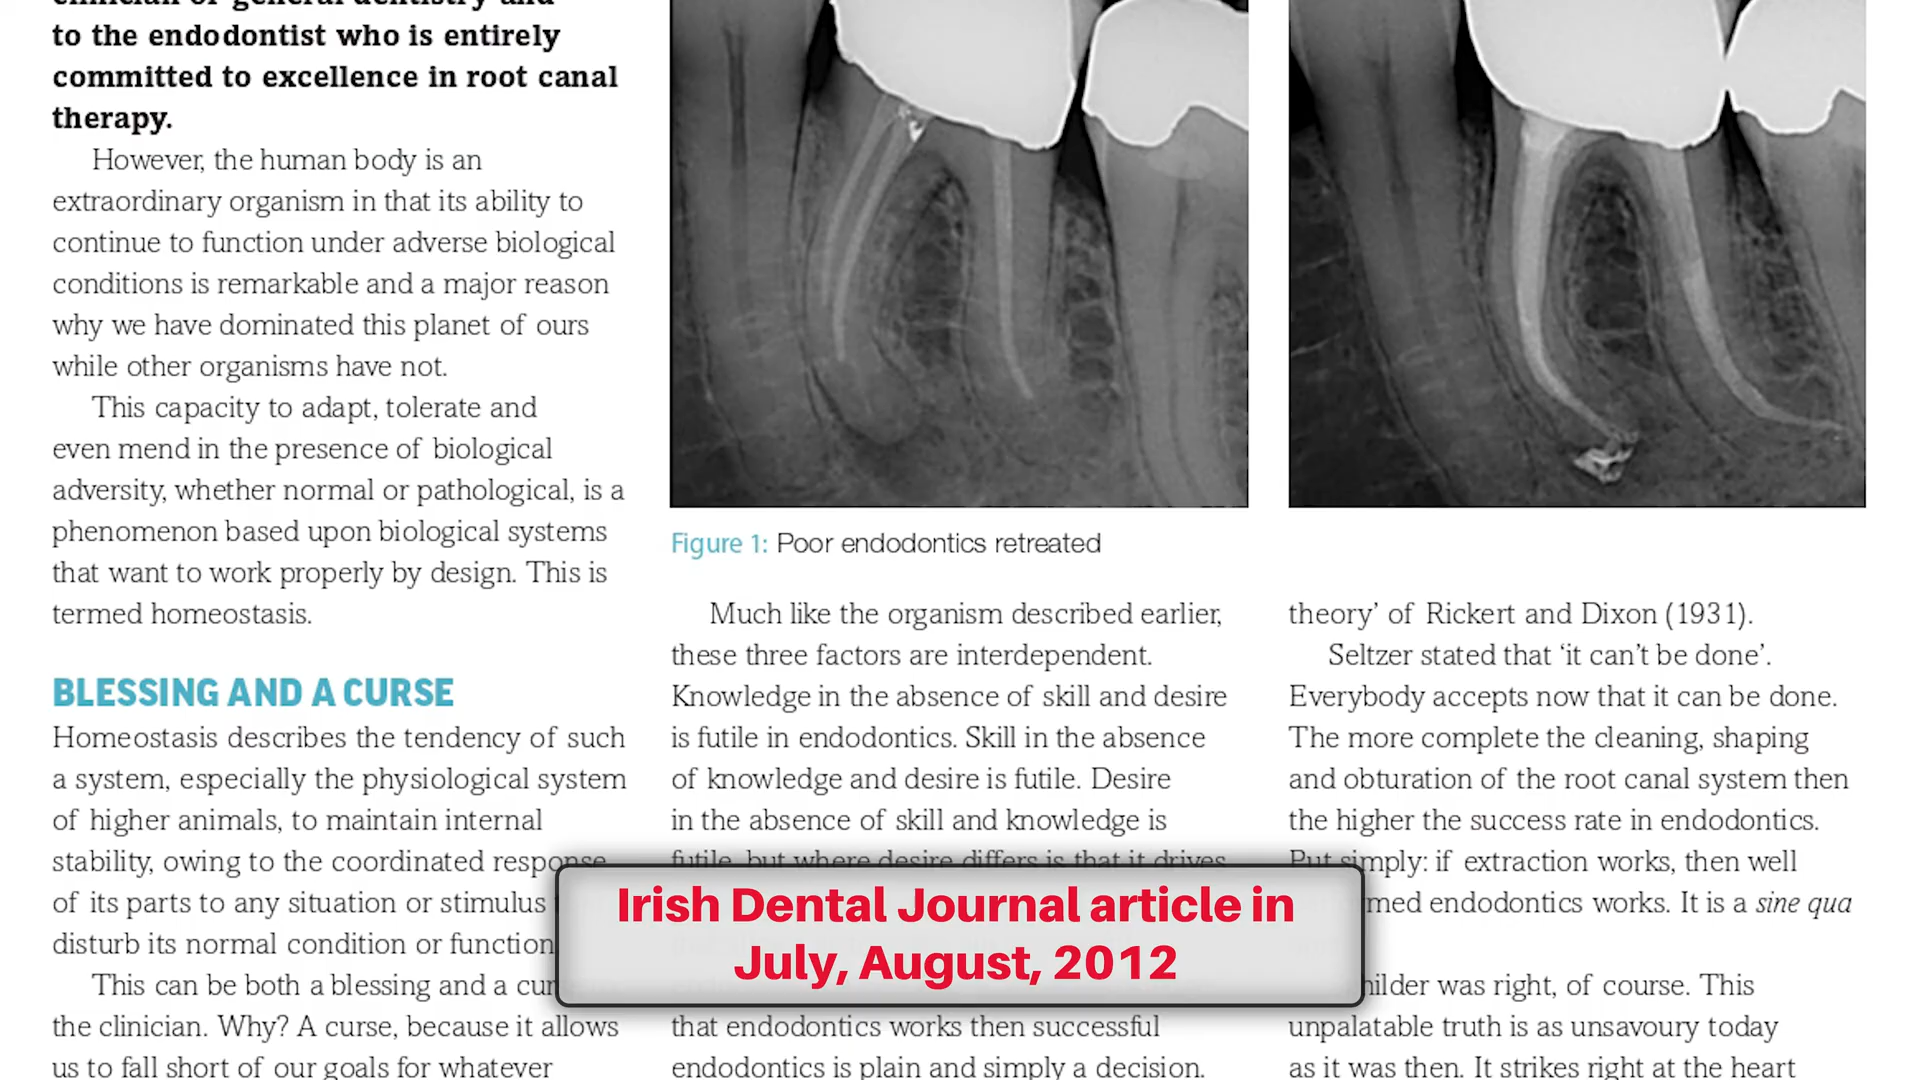 to the endodontist who is entirely
committed to excellence in root canal
therapy.
However, the human body is an
extraordinary organism in that its ability to
continue to function under adverse biological
conditions is remarkable and a major reason
why we have dominated this planet of ours
while other organisms have not.
This capacity to adapt, tolerate and
even mend in the presence of biological
adversity, whether normal or pathological, is a
phenomenon based upon biological systems
that want to work properly by design. This is
termed homeostasis.
BLESSING AND A CURSE
Homeostasis describes the tendency of such
a system, especially the physiological system
of higher animals, to maintain internal
stability, owing to the coordinated response
of its parts to any situation or stimulus
disturb its normal condition or function
This can be both a blessing and a
the clinician. Why? A curse, because it allows
us to fall short of our goals for whatever
Figure 1: Poor endodontics retreated
Much like the organism described earlier,
these three factors are interdependent.
Knowledge in the absence of skill and desire
is futile in endodontics. Skill in the absence
of knowledge and desire is futile. Desire
in the absence of skill and knowledge is
futile, but where desire differs is that it drives
that endodontics works then successful
endodontics is plain and simply a decision.
theory’ of Rickert and Dixon (1931).
Seltzer stated that ‘it can’t be done’.
Everybody accepts now that it can be done.
The more complete the cleaning, shaping
and obturation of the root canal system then
the higher the success rate in endodontics.
Put simply: if extraction works, then well
endodontics works. It is a sine qua
was right, of course. This
unpalatable truth is as unsavoury today
as it was then. It strikes right at the heart
Irish Dental Journal article in
July, August, 2012